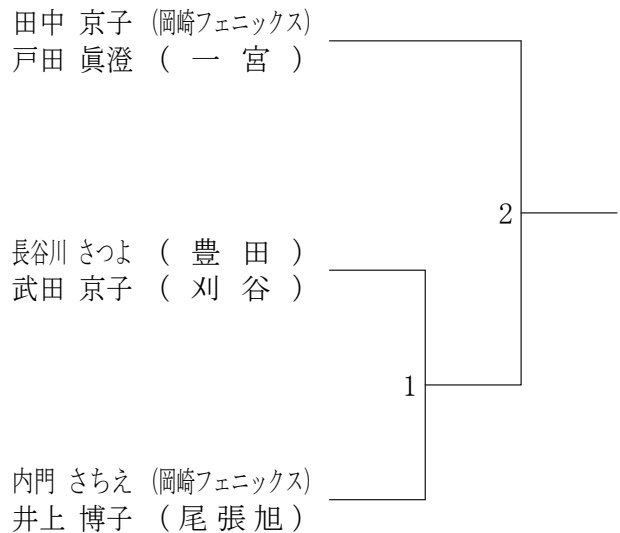 田中 京子 (岡崎フェニックス)
戸田 眞澄 ( 一 宮 )
2
長谷川 さつよ ( 豊 田 )
武田 京子 ( 刈 谷 )
1
内門 さちえ (岡崎フェニックス)
井上 博子 ( 尾 張 旭 )